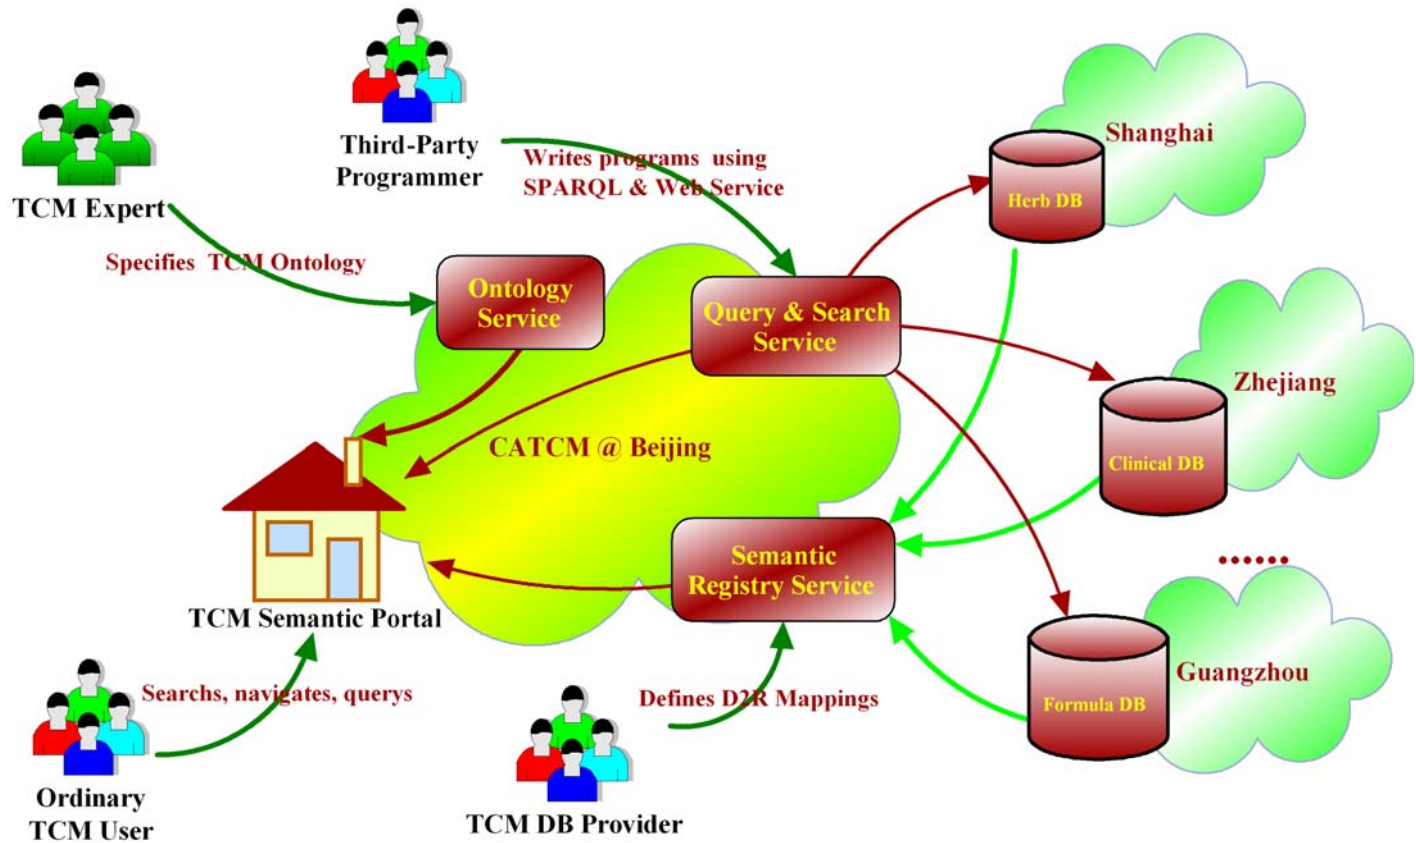 Third-Party
Programmer
TCM Expert
Writes programs using
SPARQL & Web Service
Shanghai
Herb DB
Specifies TCM Ontology
Ontology
Service
Query & Search
Service
Zhejiang
Clinical DB
CATCM @ Beijing
Semantic
Registry Service
......
TCM Semantic Portal
Guangzhou
Formula DB
Searchs, navigates, querys
Defines D2R Mappings
Ordinary
TCM User
TCM DB Provider